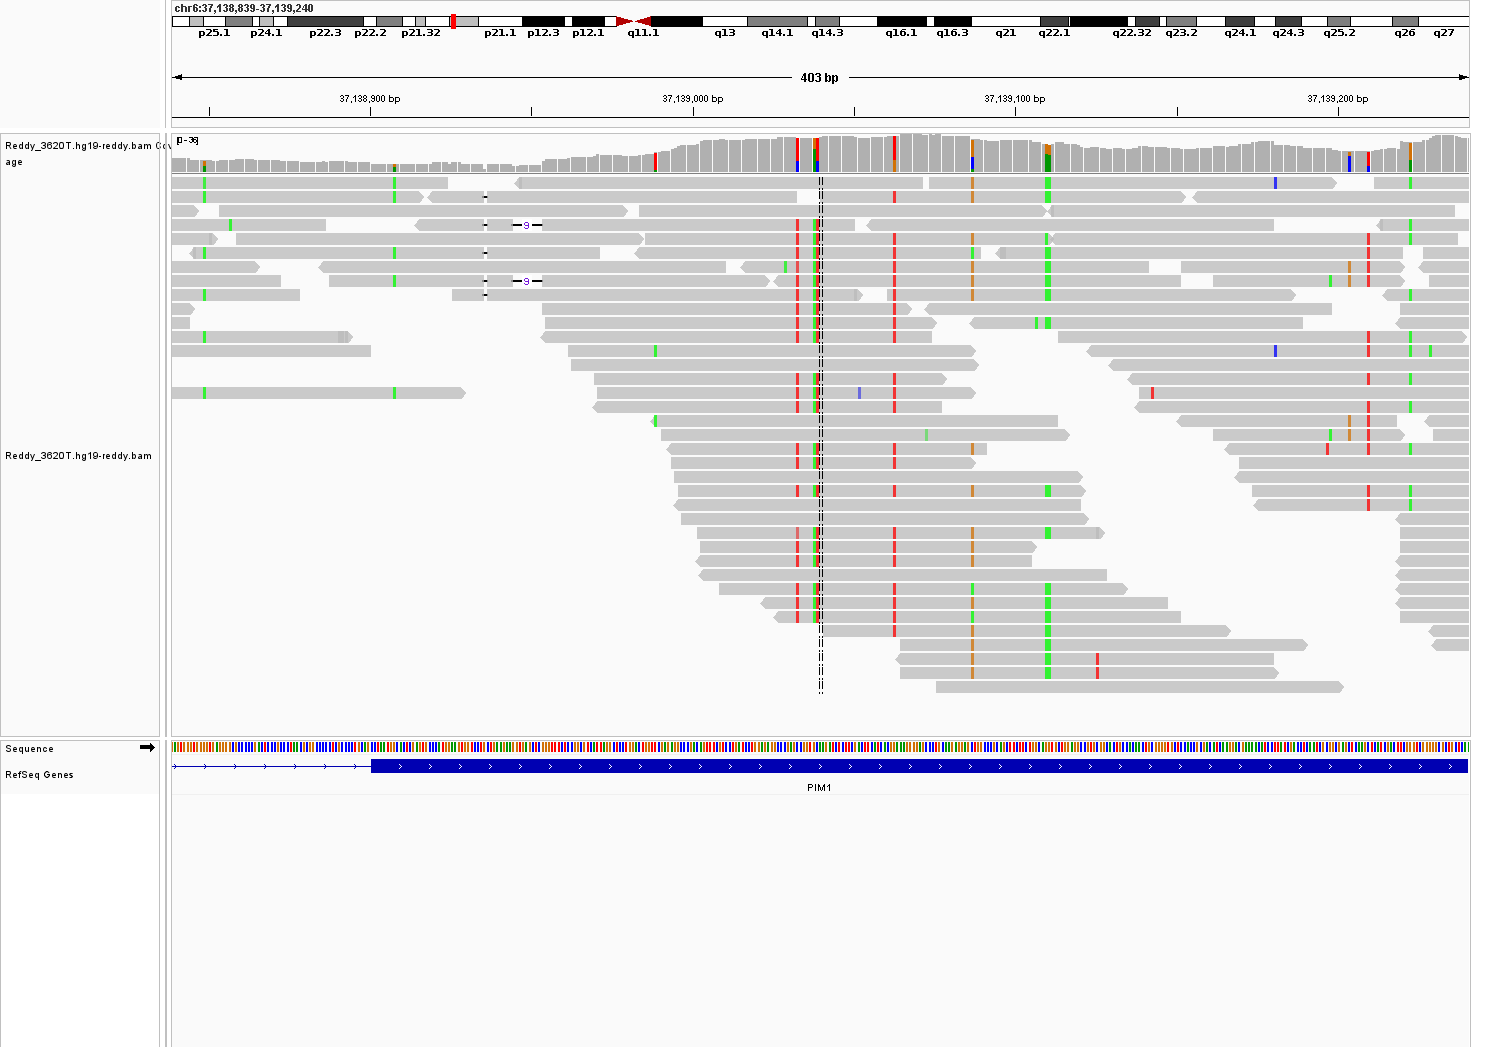 chr6:37,138,839-37,139,240
p25.1 p24.1 p22.3 p22.2 p21.32 p21.1 p12.3 p12.1 q11.1 q13 q14.1 q14.3 q16.1 q16.3 q21 q22.1 q22.32 q23.2 q24.1 q24.3 q25.2 q26 q27
403 bp
37,138,900 bp 37,139,000 bp 37,139,100 bp 37,139,200 bp
[0-36]
Reddy_3620T.hg19-reddy.bam Cov
age
9
9
Reddy_3620T.hg19-reddy.bam
Sequence
RefSeq Genes
PIM1